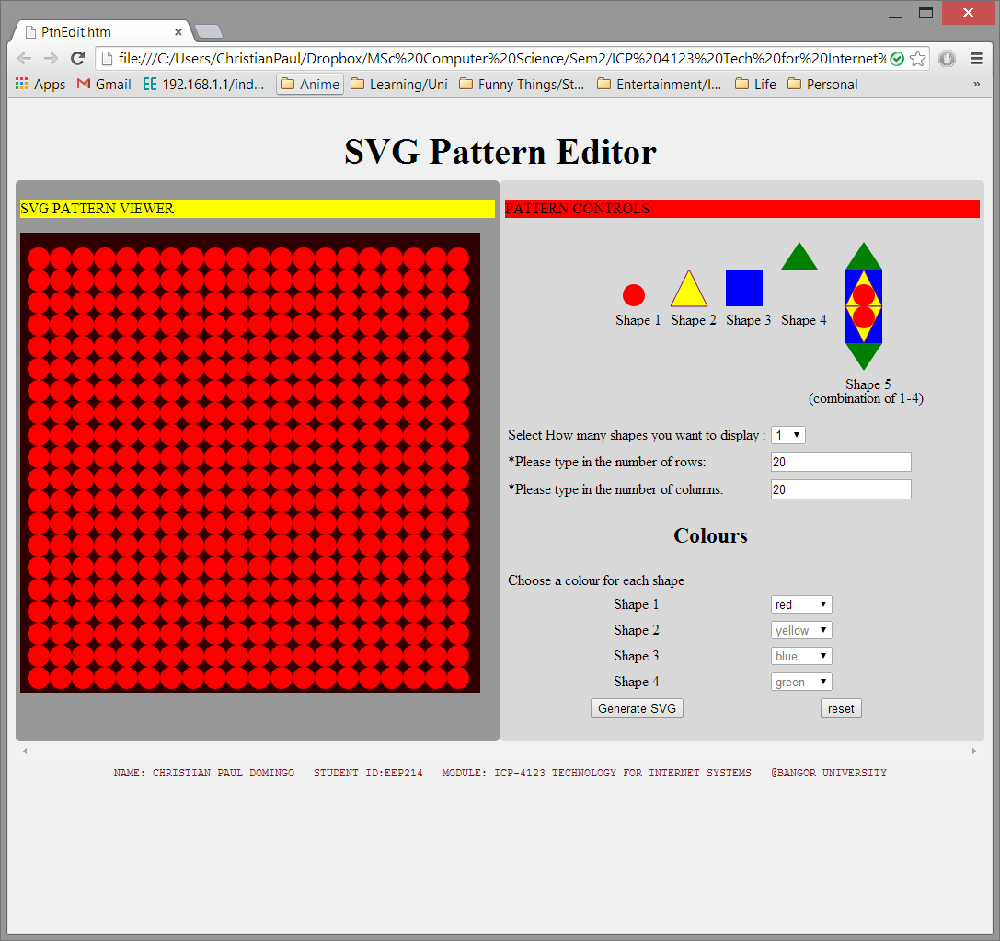 PtnEdit.htm
file:///C:/Users/ChristianPaul/Dropbox/MSc%20Computer%20Science/Sem2/ICP%204123%20Tech%20for%20Internet%
Apps Gmail EE 192.168.1.1/ind... Anime Learning/Uni Funny Things/St... Entertainment/I... Life Personal »
SVG Pattern Editor
SVG PATTERN VIEWER
PATTERN CONTROLS
Shape 1 Shape 2 Shape 3 Shape 4
Shape 5
(combination of 1-4)
Select How many shapes you want to display : 1
*Please type in the number of rows: 20
*Please type in the number of columns: 20
Colours
Choose a colour for each shape
Shape 1 red
Shape 2 yellow
Shape 3 blue
Shape 4 green
Generate SVG reset
NAME: CHRISTIAN PAUL DOMINGO STUDENT ID:EEP214 MODULE: ICP-4123 TECHNOLOGY FOR INTERNET SYSTEMS @BANGOR UNIVERSITY